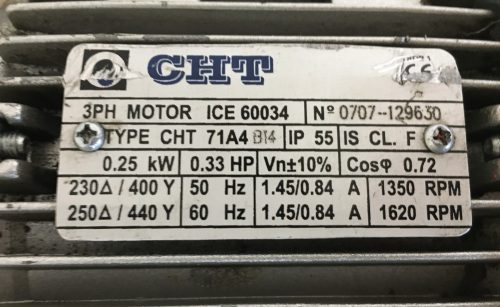 CHT
3PH MOTOR ICE 60034 Nº 0707--129630
TYPE CHT 71A4 B14 IP 55 IS CL. F
0.25 kW 0.33 HP Vn±10% Cosφ 0.72
230Δ / 400 Y 50 Hz 1.45/0.84 A 1350 RPM
250Δ / 440 Y 60 Hz 1.45/0.84 A 1620 RPM